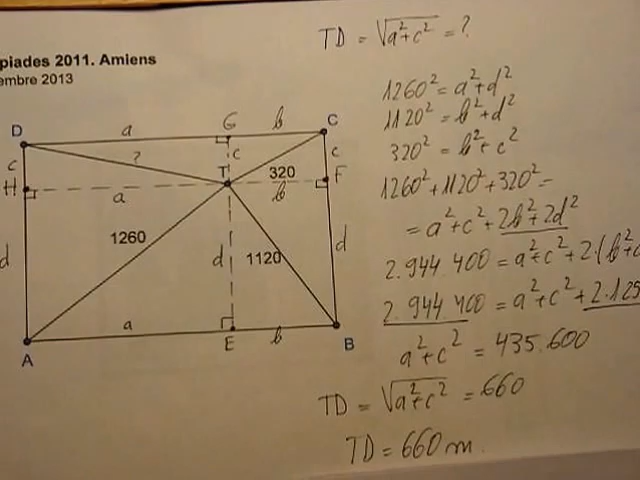 TD = √a²+c² = ?
piades 2011. Amiens
embre 2013
1260² = a²+d²
1120² = b²+d²
320² = b²+c²
1260²+1120²+320² =
= a²+c²+2b²+2d²
2.944.400 = a²+c²+2·(b²+d
2.944.400 = a²+c²+2·125
a²+c² = 435.600
TD = √a²+c² = 660
TD = 660 m.
D a G b C
c ? c c
H a T 320 b F
1260 d 1120 d
d
a b
A E B